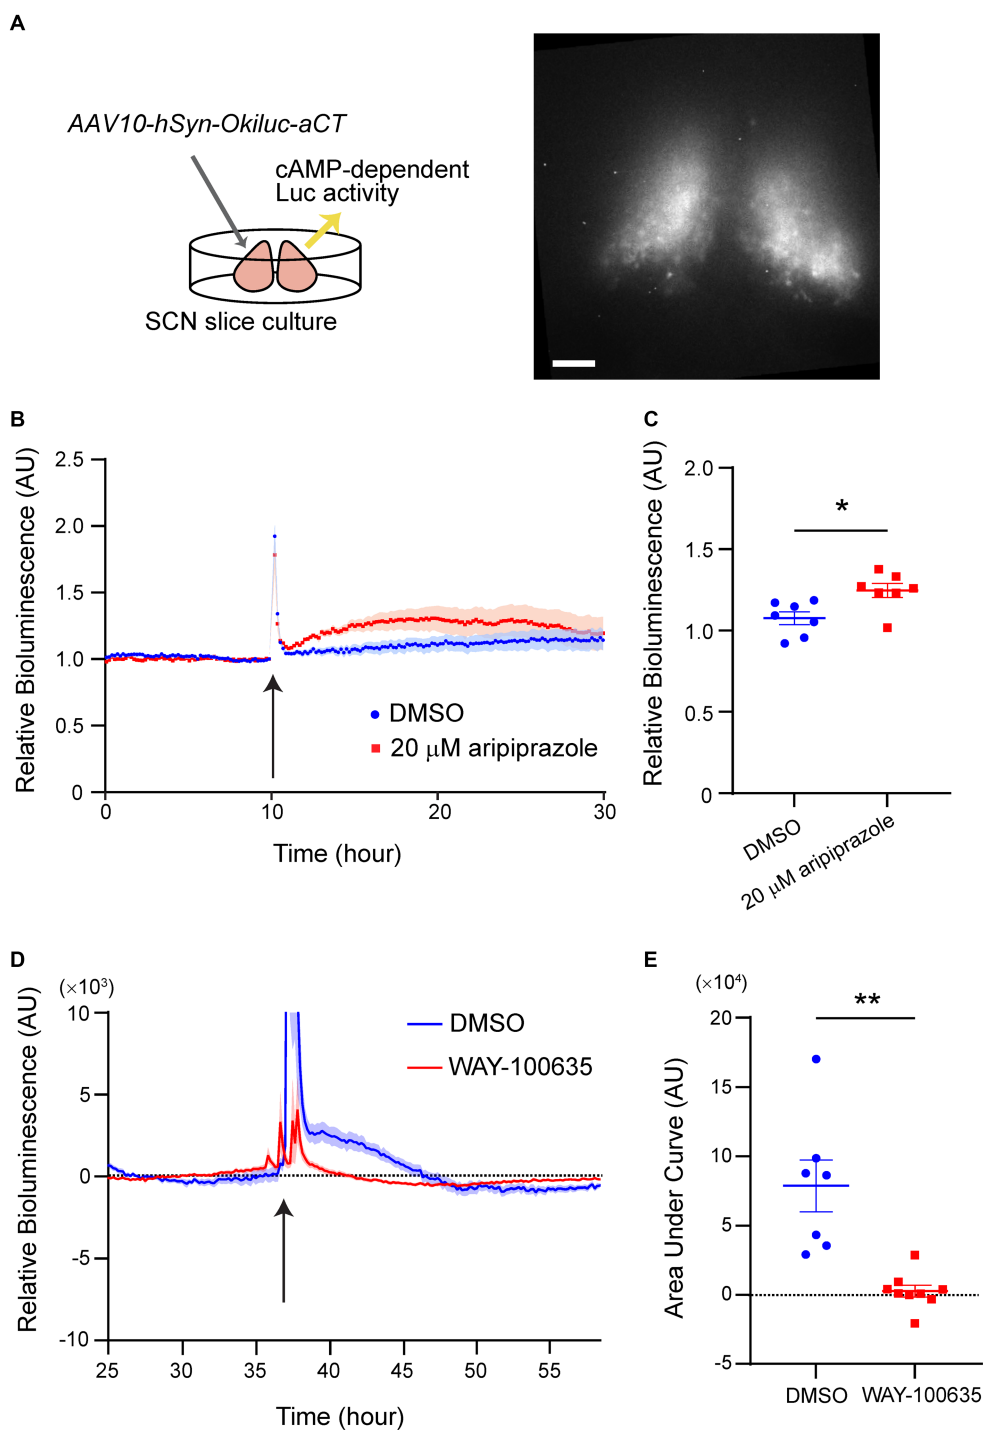 A
AAV10-hSyn-Okiluc-aCT
cAMP-dependent
Luc activity
SCN slice culture
B
Relative Bioluminescence (AU)
2.5
2.0
1.5
1.0
0.5
0
0
10
20
30
DMSO
20 μM aripiprazole
Time (hour)
C
Relative Bioluminescence (AU)
2.0
1.5
1.0
0.5
0
*
DMSO
20 μM aripiprazole
D
(×10³)
Relative Bioluminescence (AU)
10
5
0
-5
-10
25
30
35
40
45
50
55
DMSO
WAY-100635
Time (hour)
E
(×10⁴)
Area Under Curve (AU)
20
15
10
5
0
-5
**
DMSO
WAY-100635